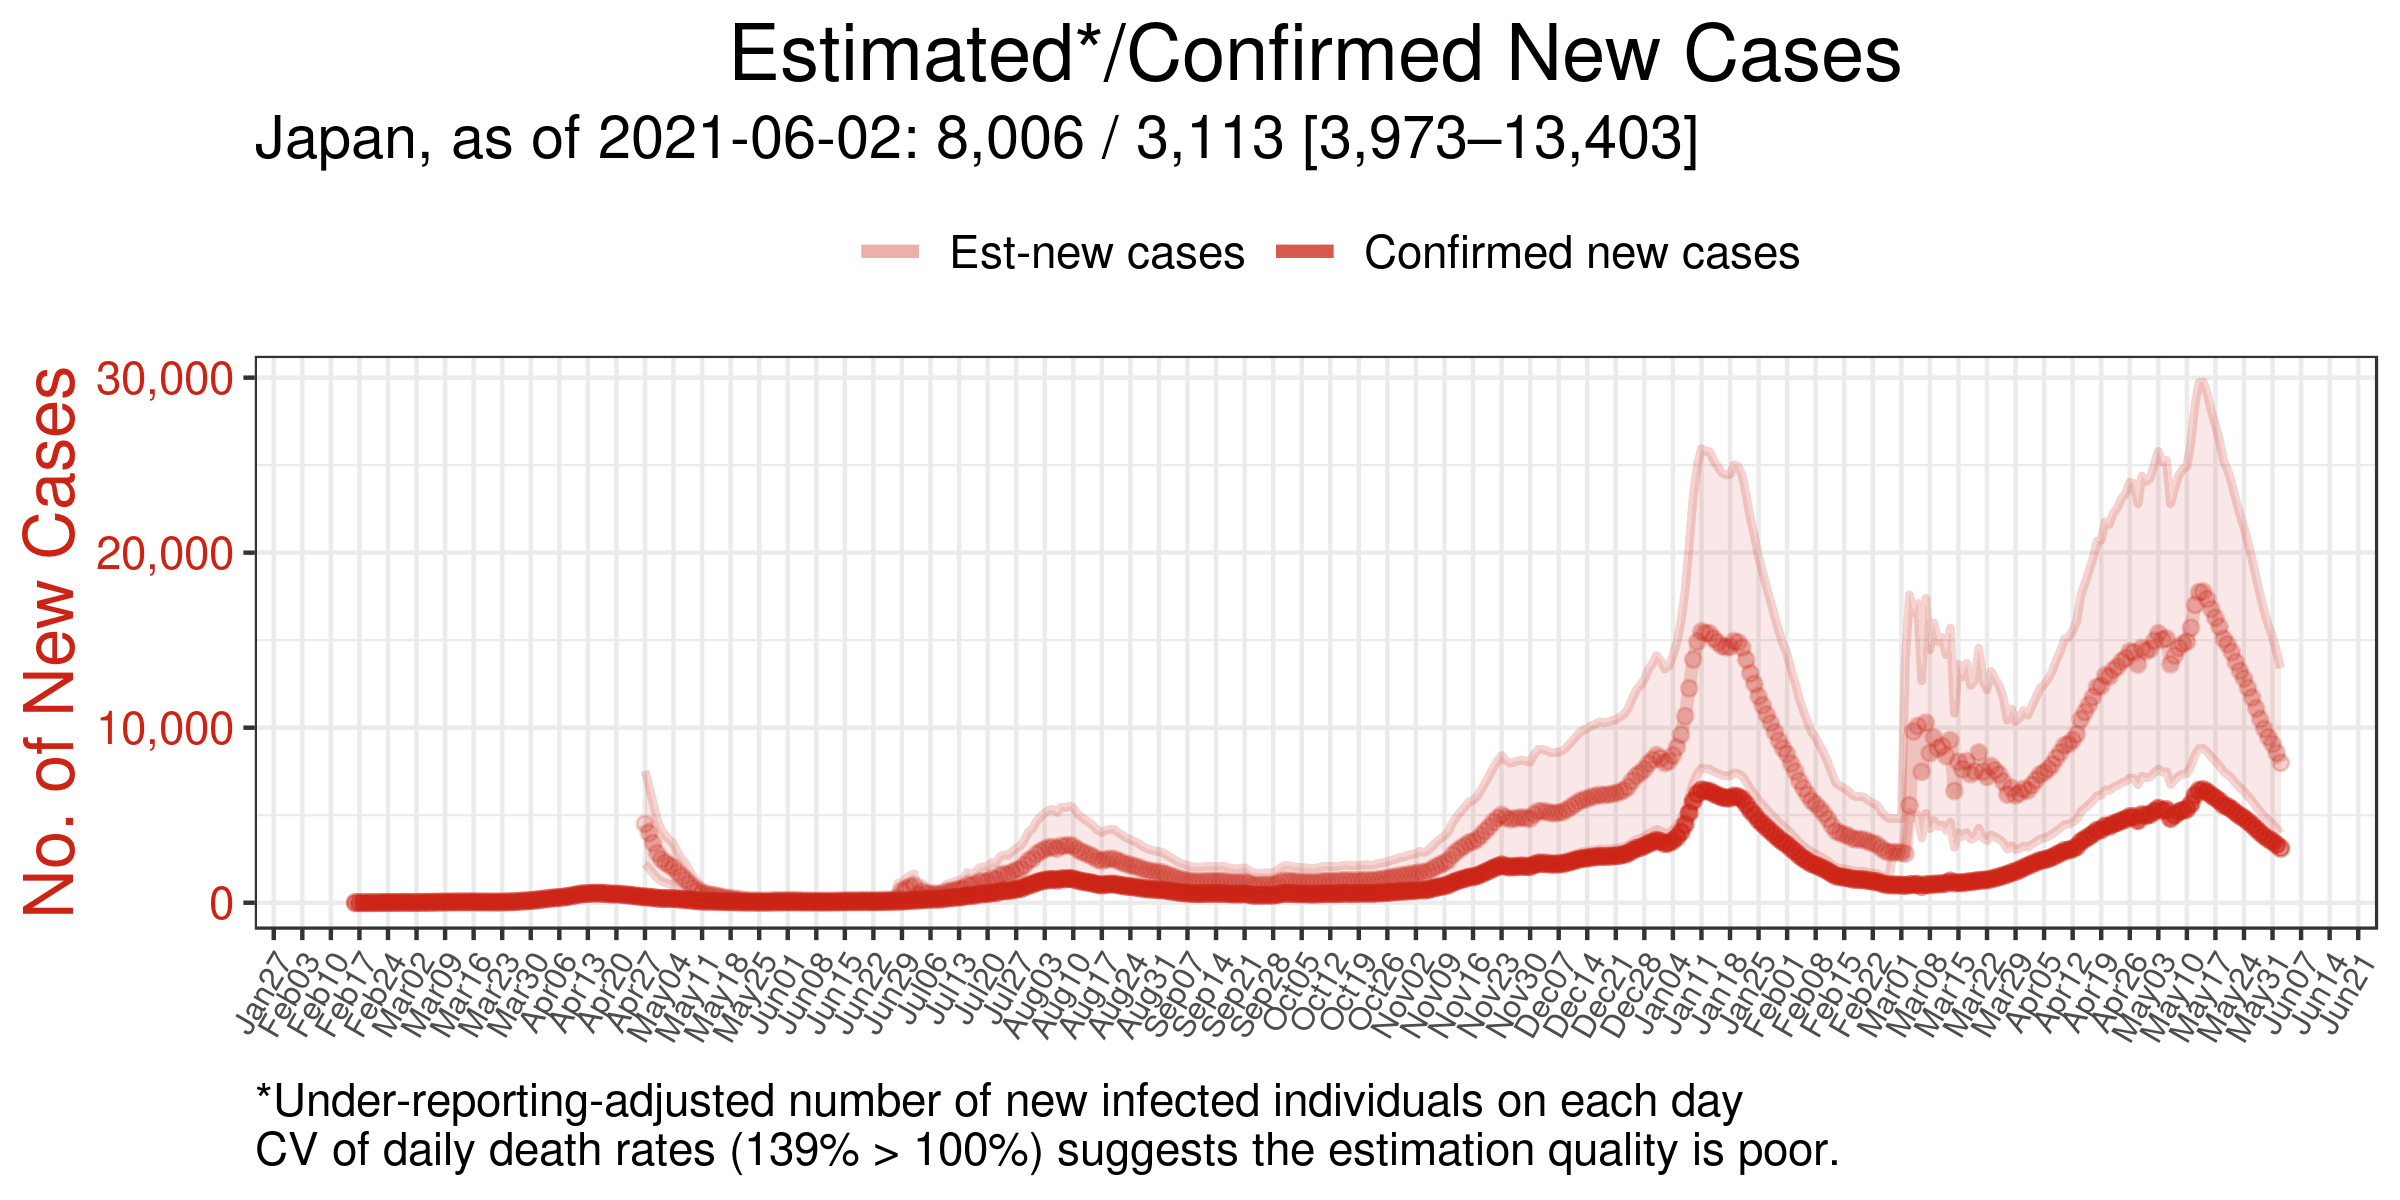 Estimated*/Confirmed New Cases
Japan, as of 2021-06-02: 8,006 / 3,113 [3,973–13,403]
Est-new cases
Confirmed new cases
No. of New Cases
30,000
20,000
10,000
0
Jan27
Feb03
Feb10
Feb17
Feb24
Mar02
Mar09
Mar16
Mar23
Mar30
Apr06
Apr13
Apr20
Apr27
May04
May11
May18
May25
Jun01
Jun08
Jun15
Jun22
Jun29
Jul06
Jul13
Jul20
Jul27
Aug03
Aug10
Aug17
Aug24
Aug31
Sep07
Sep14
Sep21
Sep28
Oct05
Oct12
Oct19
Oct26
Nov02
Nov09
Nov16
Nov23
Nov30
Dec07
Dec14
Dec21
Dec28
Jan04
Jan11
Jan18
Jan25
Feb01
Feb08
Feb15
Feb22
Mar01
Mar08
Mar15
Mar22
Mar29
Apr05
Apr12
Apr19
Apr26
May03
May10
May17
May24
May31
Jun07
Jun14
Jun21
*Under-reporting-adjusted number of new infected individuals on each day
CV of daily death rates (139% > 100%) suggests the estimation quality is poor.